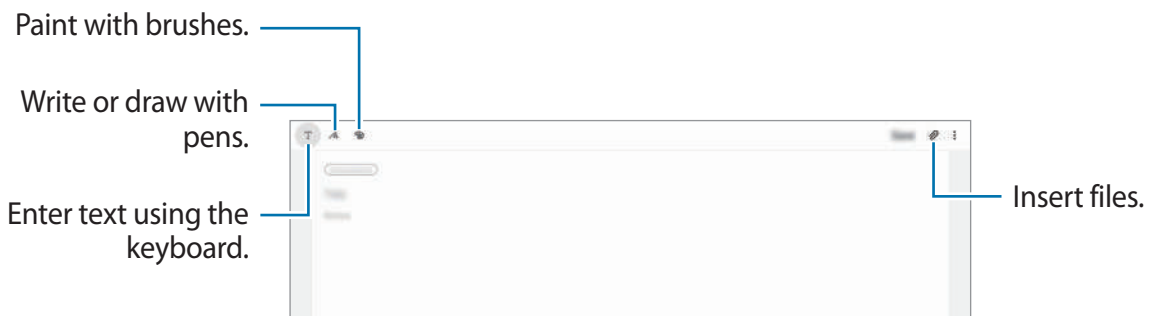 Paint with brushes.
Write or draw with
pens.
T
Enter text using the
keyboard.
Insert files.